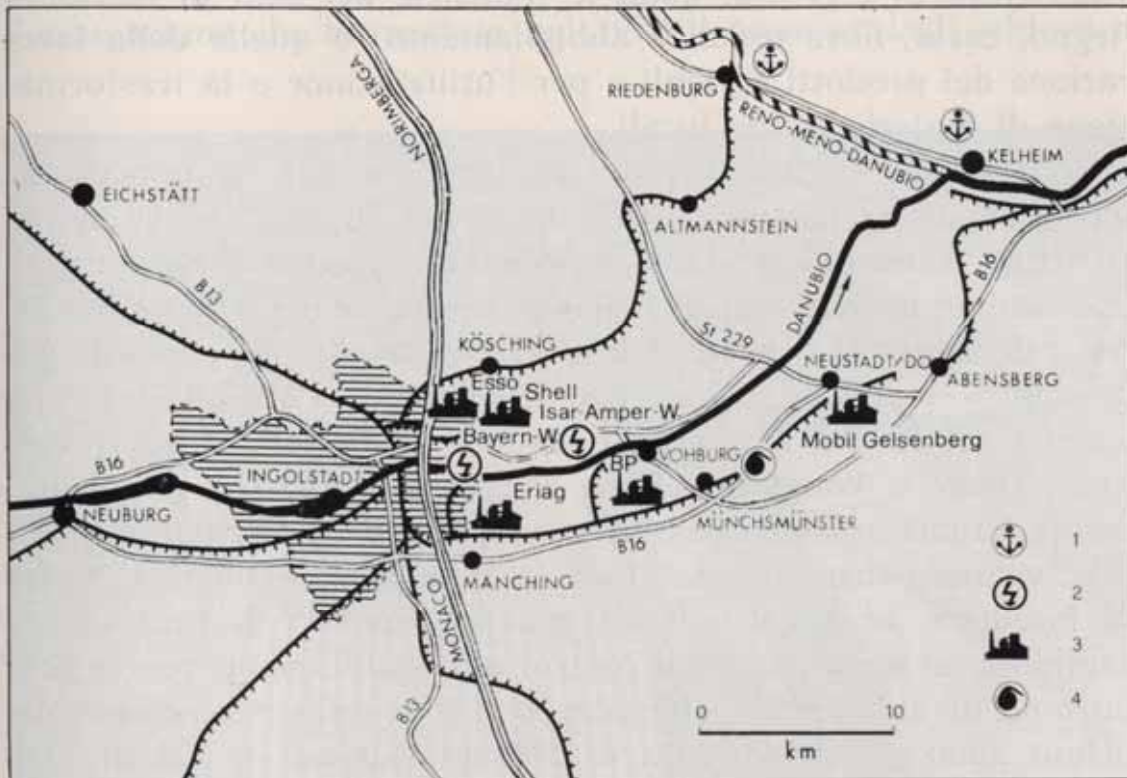 NORIMBERGA
RIEDENBURG
RENO-MENO-DANUBIO
KELHEIM
EICHSTÄTT
ALTMANNSTEIN
B16
B13
DANUBIO
St 229
KÖSCHING
NEUSTADT/DO
ABENSBERG
Esso
Shell
Isar-Amper-W.
Bayern-W.
Mobil Gelsenberg
B16
INGOLSTADT
BP
VOHBURG
Eriag
NEUBURG
MÜNCHSMÜNSTER
B16
MANCHING
MONACO
B13
1
2
3
4
0 10
km